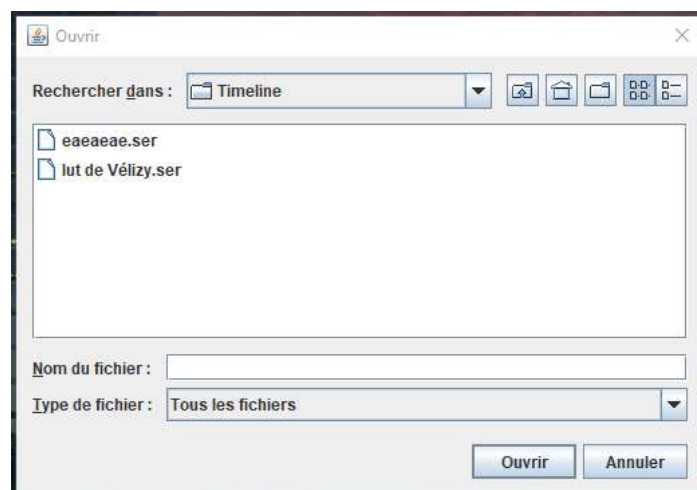 Ouvrir
Rechercher dans : Timeline
eaeaeae.ser
Iut de Vélizy.ser
Nom du fichier :
Type de fichier : Tous les fichiers
Ouvrir Annuler